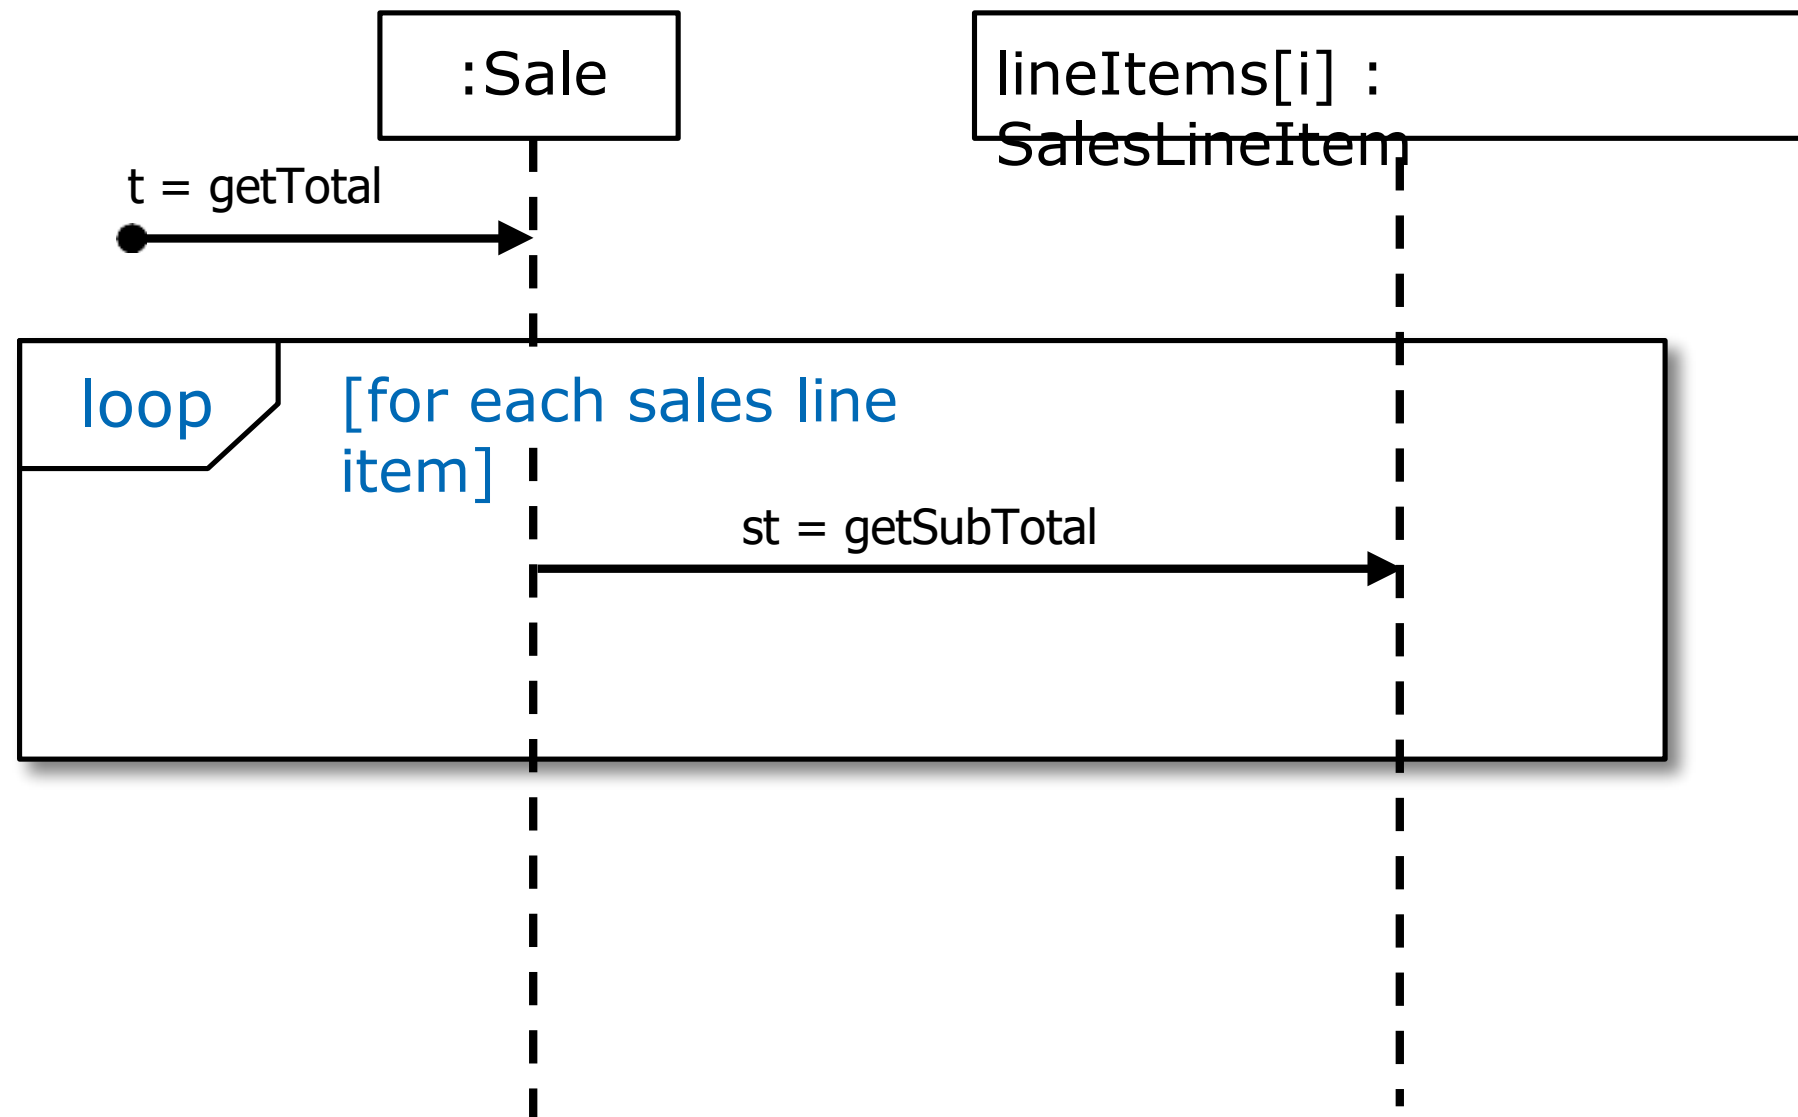 :Sale
lineItems[i] :
SalesLineItem
t = getTotal
loop
[for each sales line
item]
st = getSubTotal